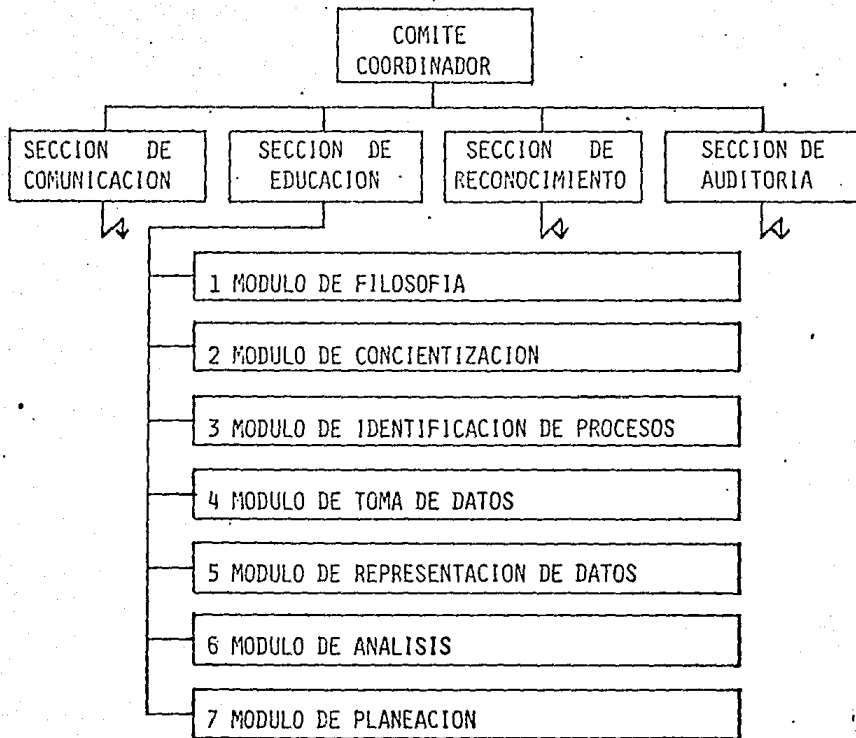 COMITE
COORDINADOR
SECCION DE
COMUNICACION
SECCION DE
EDUCACION
SECCION DE
RECONOCIMIENTO
SECCION DE
AUDITORIA
1 MODULO DE FILOSOFIA
2 MODULO DE CONCIENTIZACION
3 MODULO DE IDENTIFICACION DE PROCESOS
4 MODULO DE TOMA DE DATOS
5 MODULO DE REPRESENTACION DE DATOS
6 MODULO DE ANALISIS
7 MODULO DE PLANEACION